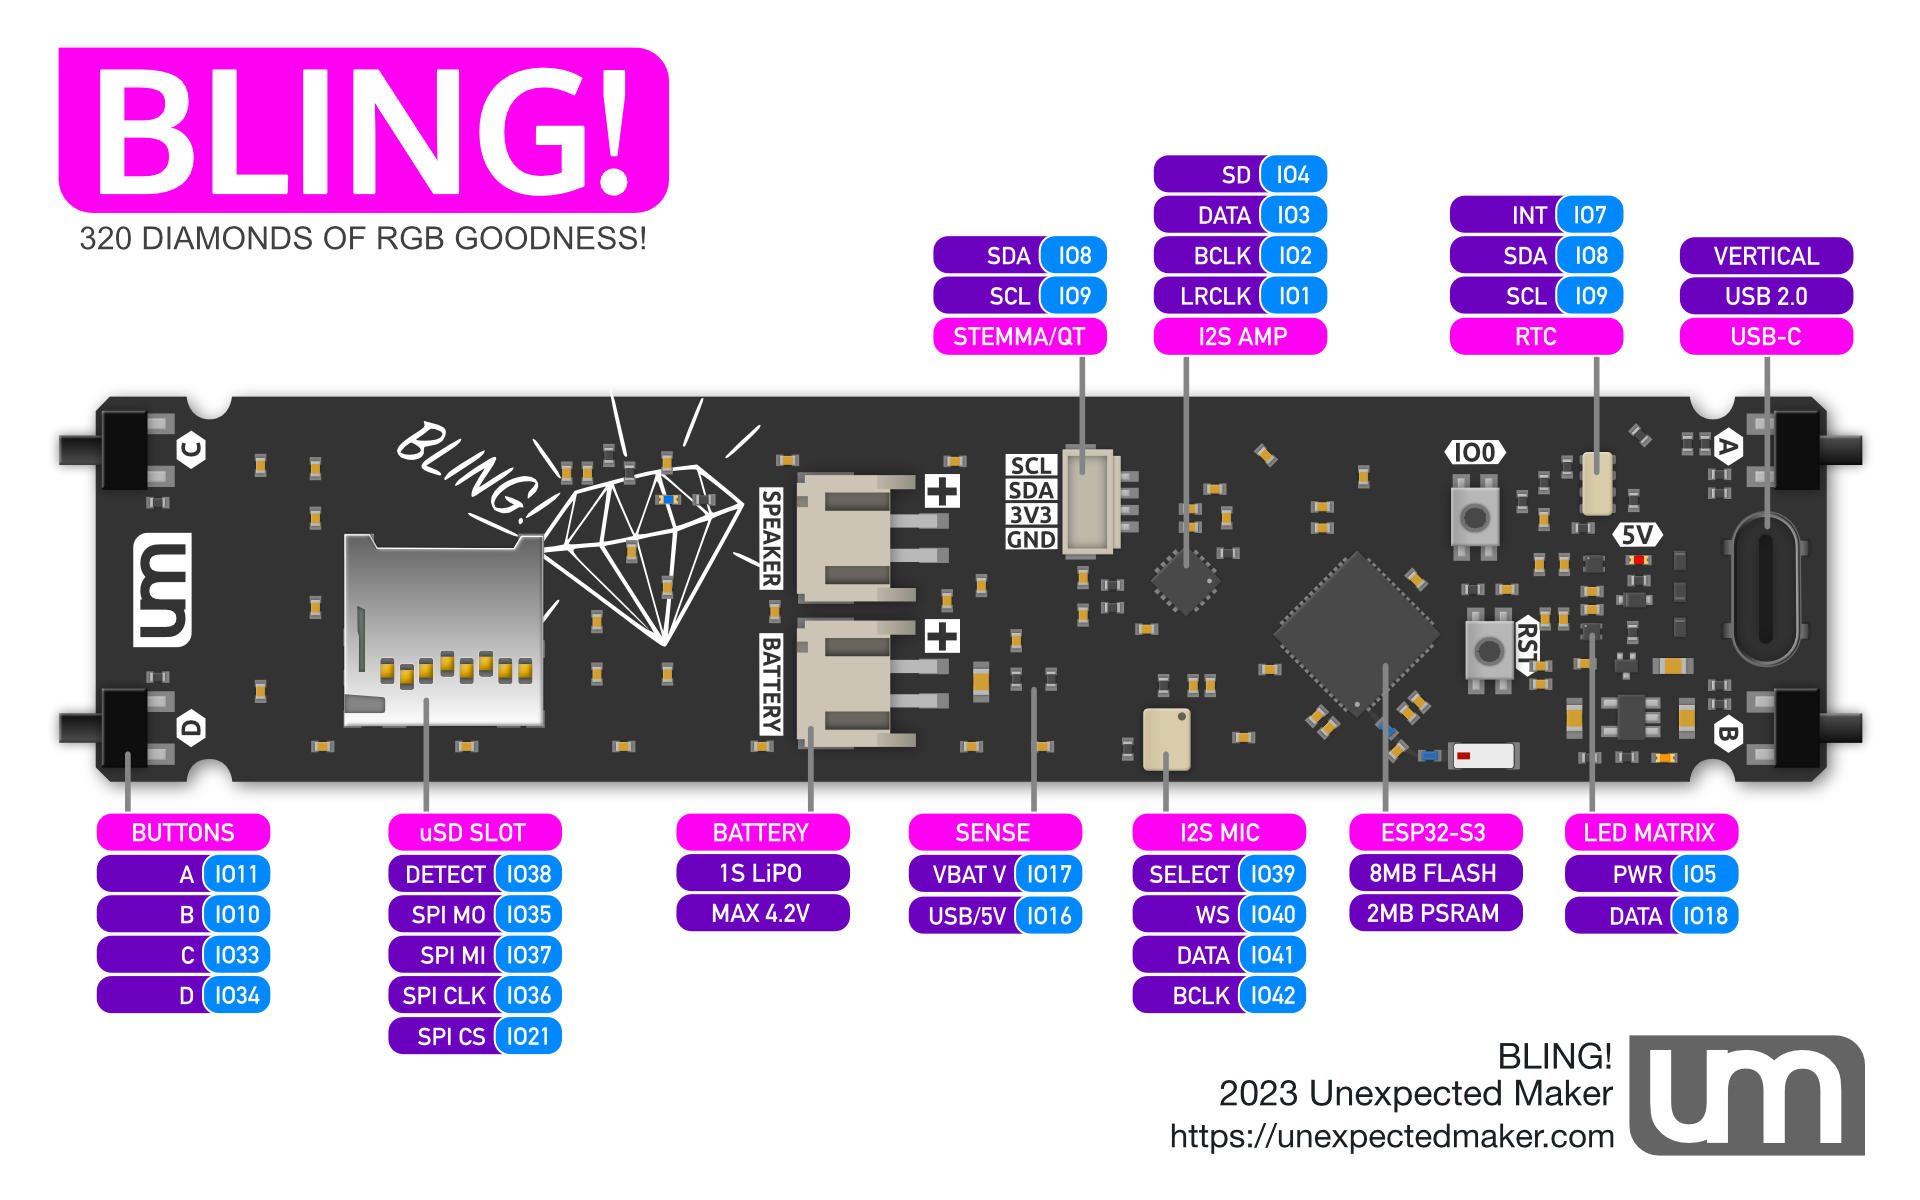 BLING!
320 DIAMONDS OF RGB GOODNESS!
SDA IO8
SCL IO9
STEMMA/QT
SD IO4
DATA IO3
BCLK IO2
LRCLK IO1
I2S AMP
INT IO7
SDA IO8
SCL IO9
RTC
VERTICAL
USB 2.0
USB-C
C
D
um
BLING!
SPEAKER
BATTERY
+
+
SCL
SDA
3V3
GND
IO0
RST
5V
A
B
BUTTONS
A IO11
B IO10
C IO33
D IO34
uSD SLOT
DETECT IO38
SPI MO IO35
SPI MI IO37
SPI CLK IO36
SPI CS IO21
BATTERY
1S LiPO
MAX 4.2V
SENSE
VBAT V IO17
USB/5V IO16
I2S MIC
SELECT IO39
WS IO40
DATA IO41
BCLK IO42
ESP32-S3
8MB FLASH
2MB PSRAM
LED MATRIX
PWR IO5
DATA IO18
BLING!
2023 Unexpected Maker
https://unexpectedmaker.com
um